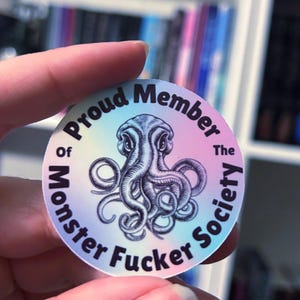 Proud Member
Of The
Monster Fucker Society